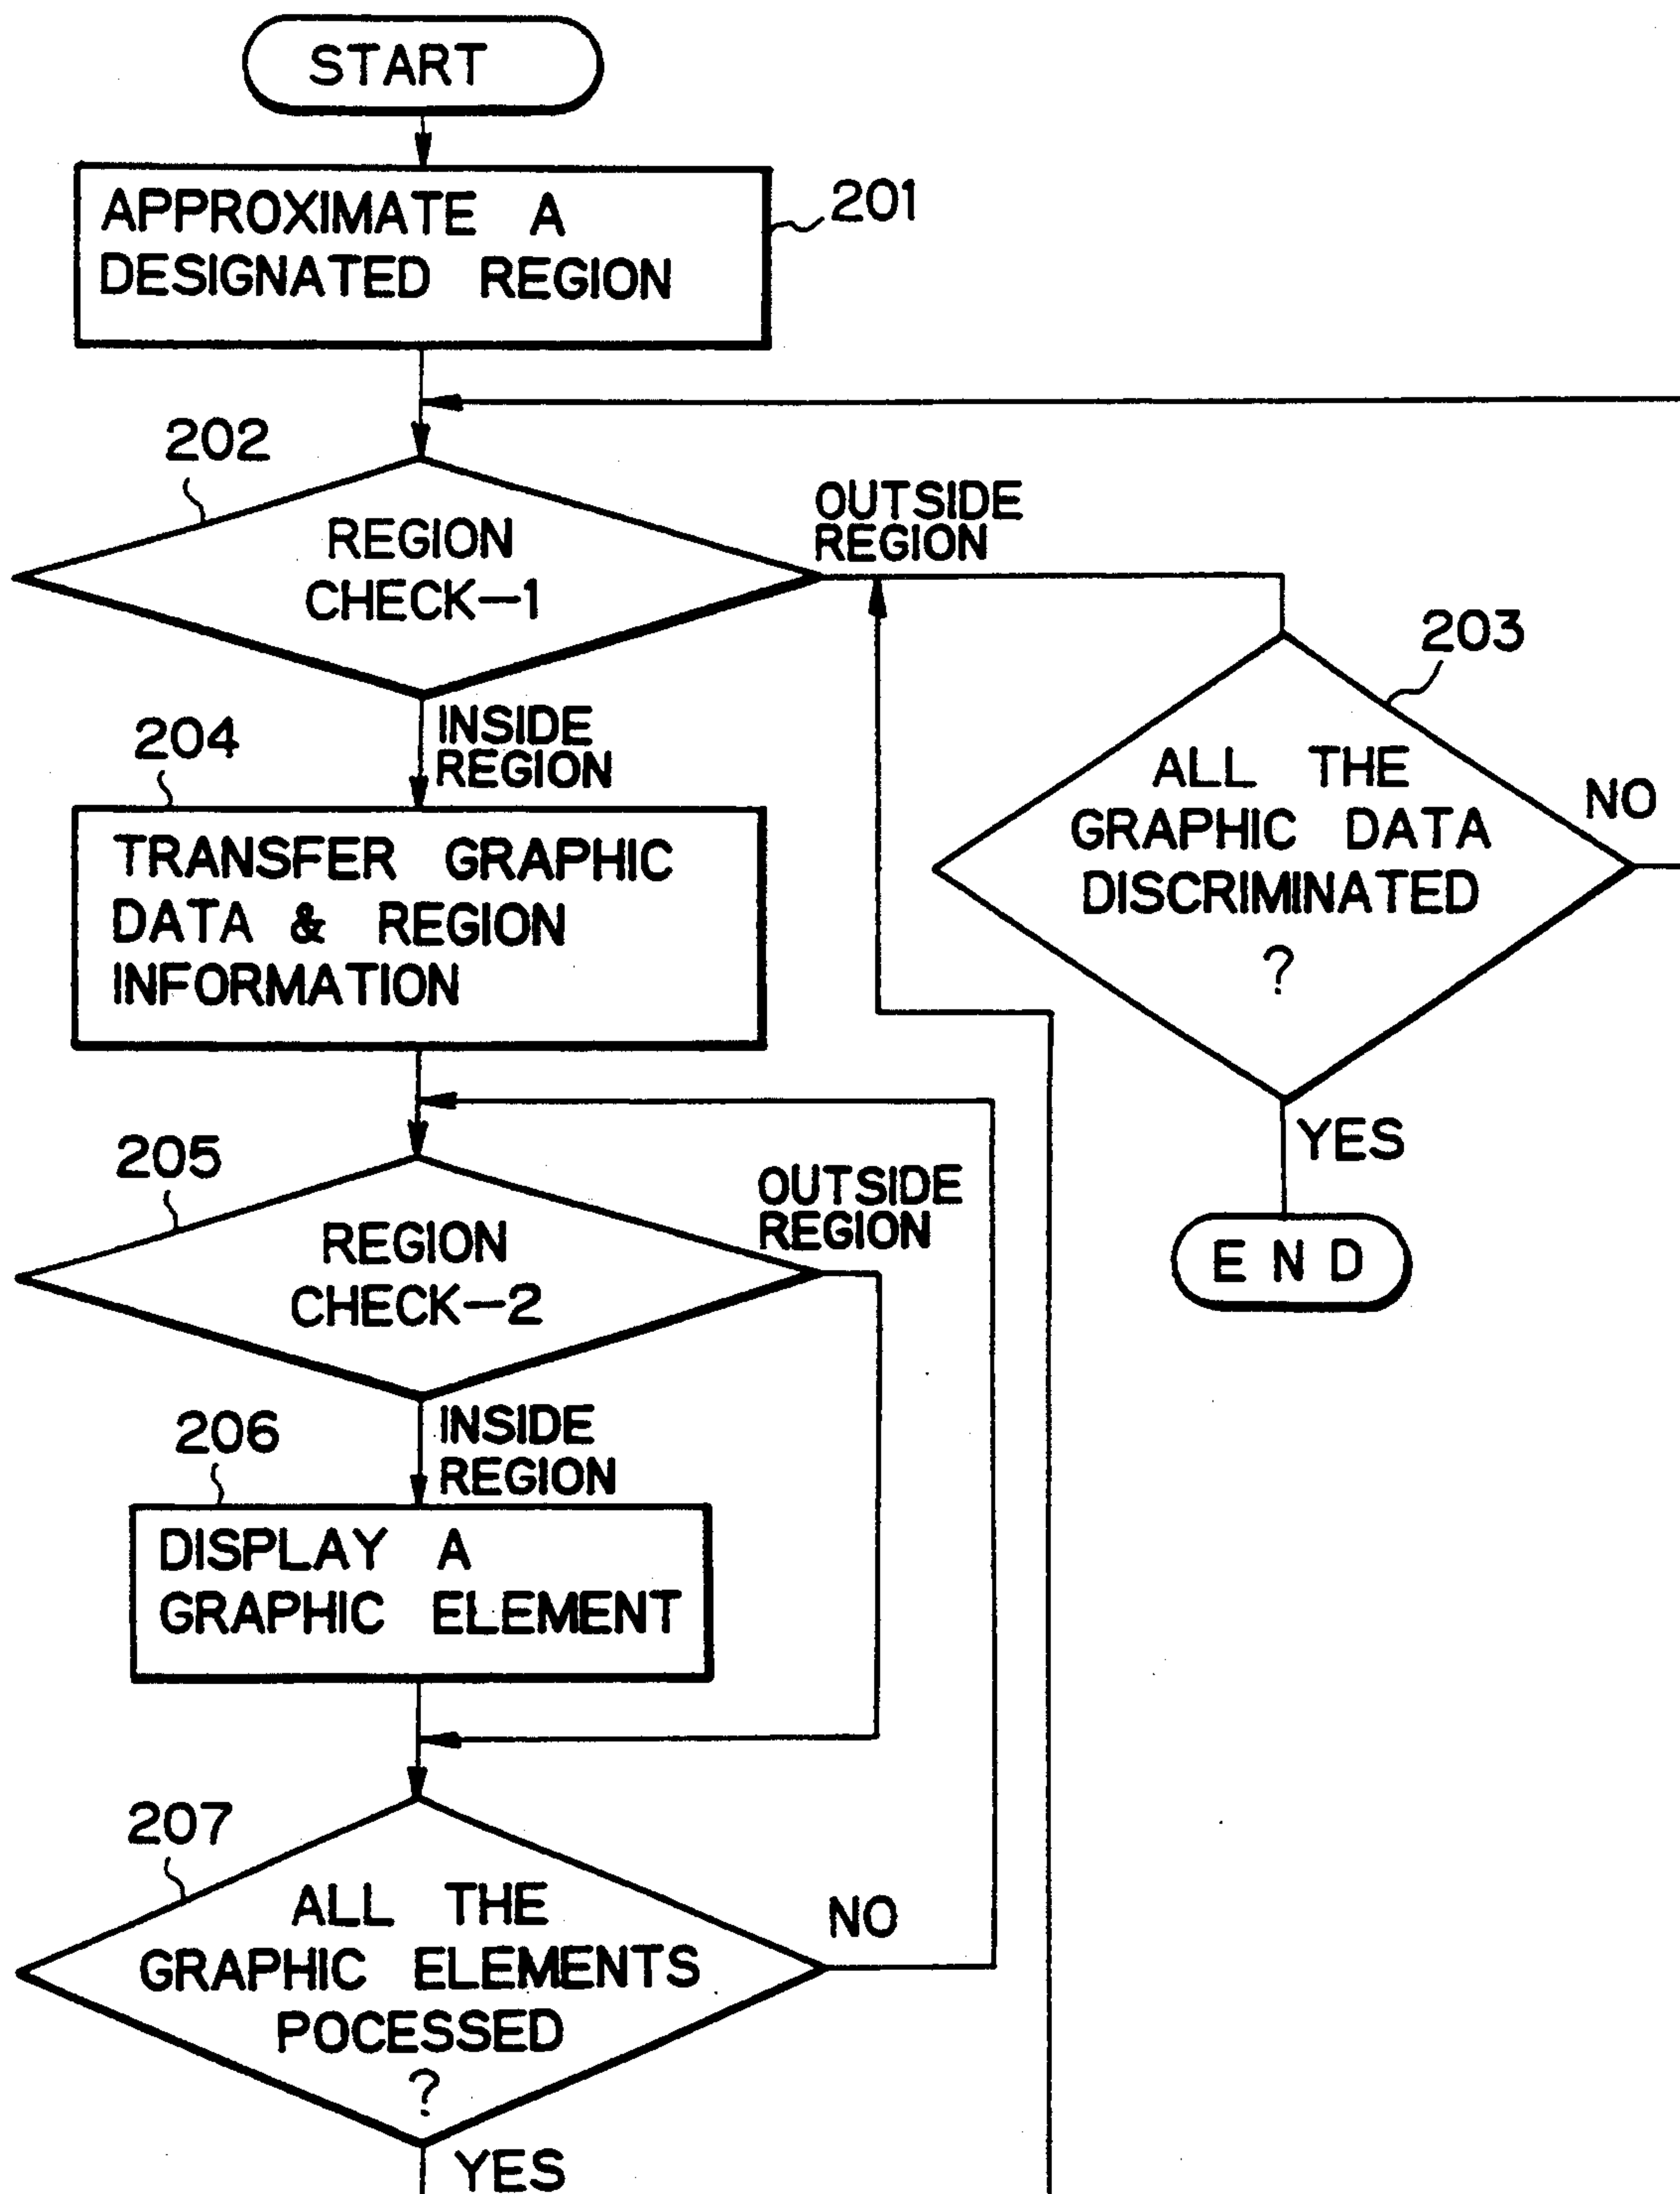 START
APPROXIMATE A
DESIGNATED REGION
201
202
REGION
CHECK-1
OUTSIDE
REGION
203
ALL THE
GRAPHIC DATA
DISCRIMINATED
?
NO
YES
END
INSIDE
REGION
204
TRANSFER GRAPHIC
DATA & REGION
INFORMATION
205
REGION
CHECK-2
OUTSIDE
REGION
INSIDE
REGION
206
DISPLAY A
GRAPHIC ELEMENT
207
ALL THE
GRAPHIC ELEMENTS
POCESSED
?
NO
YES